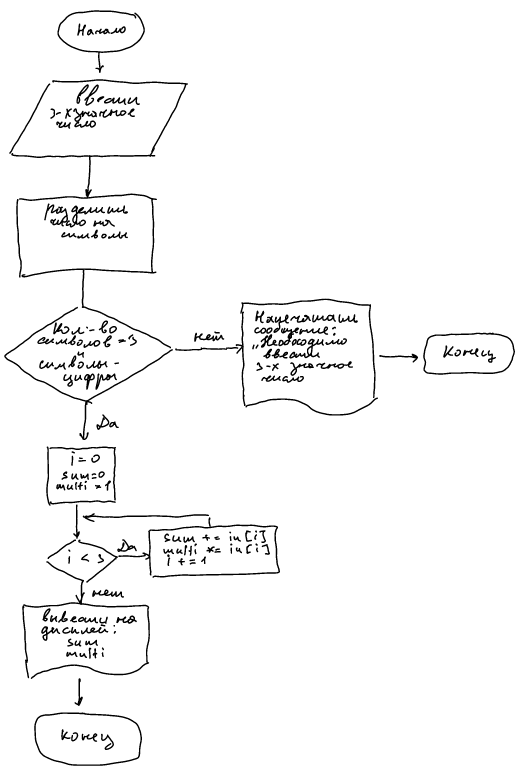 Начало
Ввести
3-х значное
число
Разделить
число на
символы
Кол-во
символов = 3
и
символы -
цифры
нет
Напечатать
сообщение:
„Необходимо
ввести
3-х значное
число
Конец
Да
i = 0
sum=0
multi = 1
i < 3
Да
sum += in[i]
multi *= in[i]
i += 1
нет
вывести на
дисплей:
sum
multi
Конец